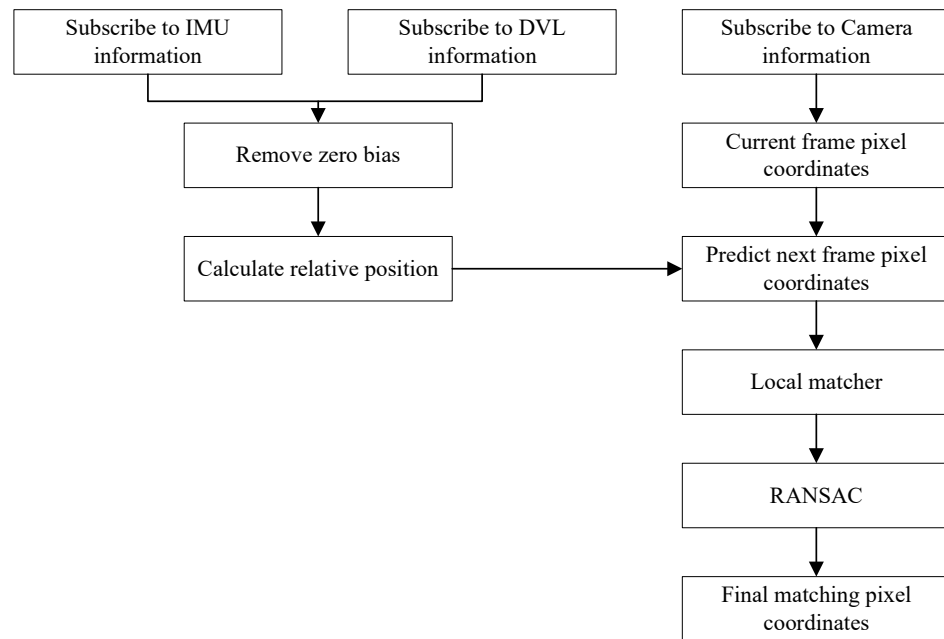 Subscribe to IMU
information
Subscribe to DVL
information
Subscribe to Camera
information
Remove zero bias
Current frame pixel
coordinates
Calculate relative position
Predict next frame pixel
coordinates
Local matcher
RANSAC
Final matching pixel
coordinates